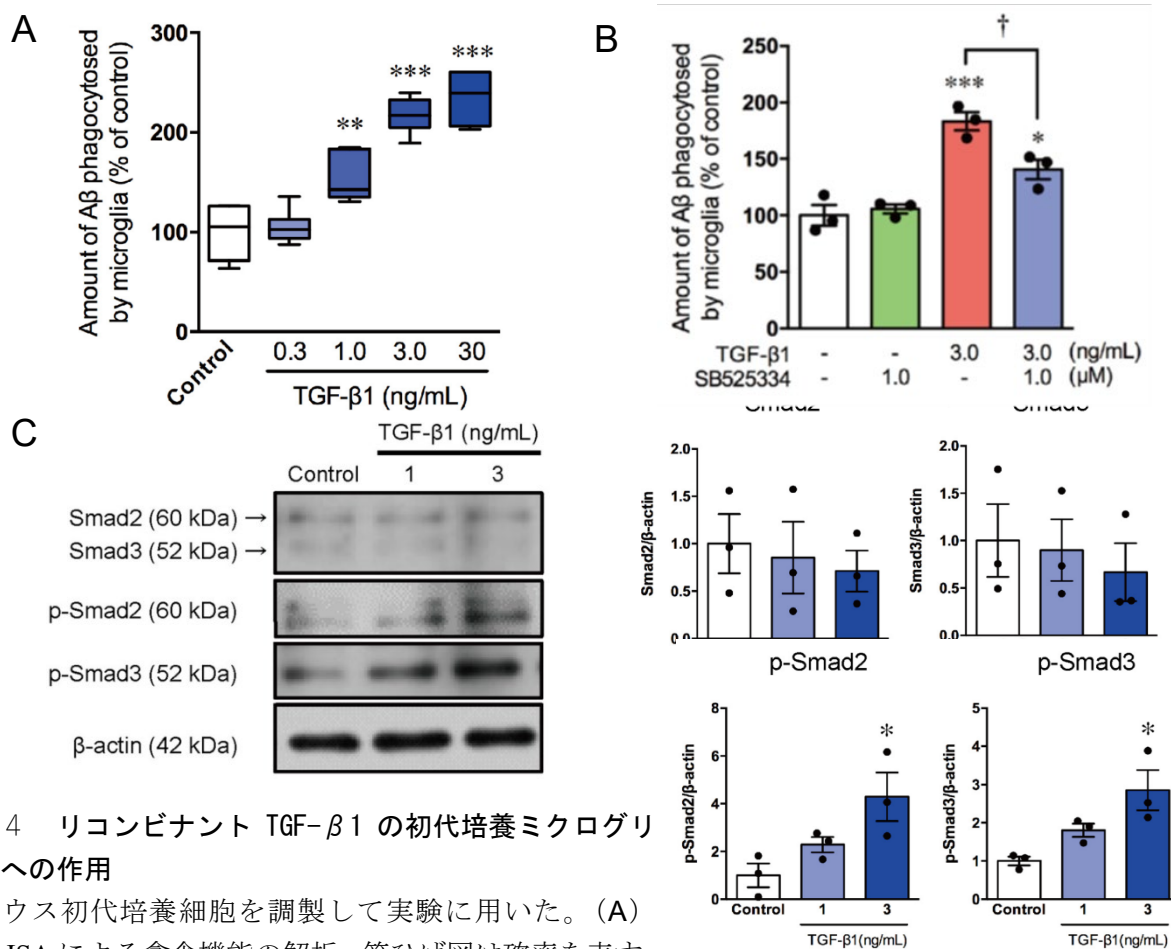 A
Amount of Aβ phagocytosed
by microglia (% of control)
300
200
100
0
**
***
***
Control
0.3
1.0
3.0
30
TGF-β1 (ng/mL)
B
Amount of Aβ phagocytosed
by microglia (% of control)
250
200
150
100
50
0
***
†
*
TGF-β1 - - 3.0 3.0 (ng/mL)
SB525334 - 1.0 - 1.0 (μM)
C
TGF-β1 (ng/mL)
Control 1 3
Smad2 (60 kDa) →
Smad3 (52 kDa) →
p-Smad2 (60 kDa)
p-Smad3 (52 kDa)
β-actin (42 kDa)
Smad2/β-actin
2.0
1.5
1.0
0.5
0.0
Smad3/β-actin
2.0
1.5
1.0
0.5
0.0
p-Smad2
p-Smad2/β-actin
8
6
4
2
0
*
Control 1 3
TGF-β1(ng/mL)
p-Smad3
p-Smad3/β-actin
5
4
3
2
1
0
*
Control 1 3
TGF-β1(ng/mL)
4 リコンビナント TGF-β1 の初代培養ミクログリ
への作用
ウス初代培養細胞を調製して実験に用いた。(A)